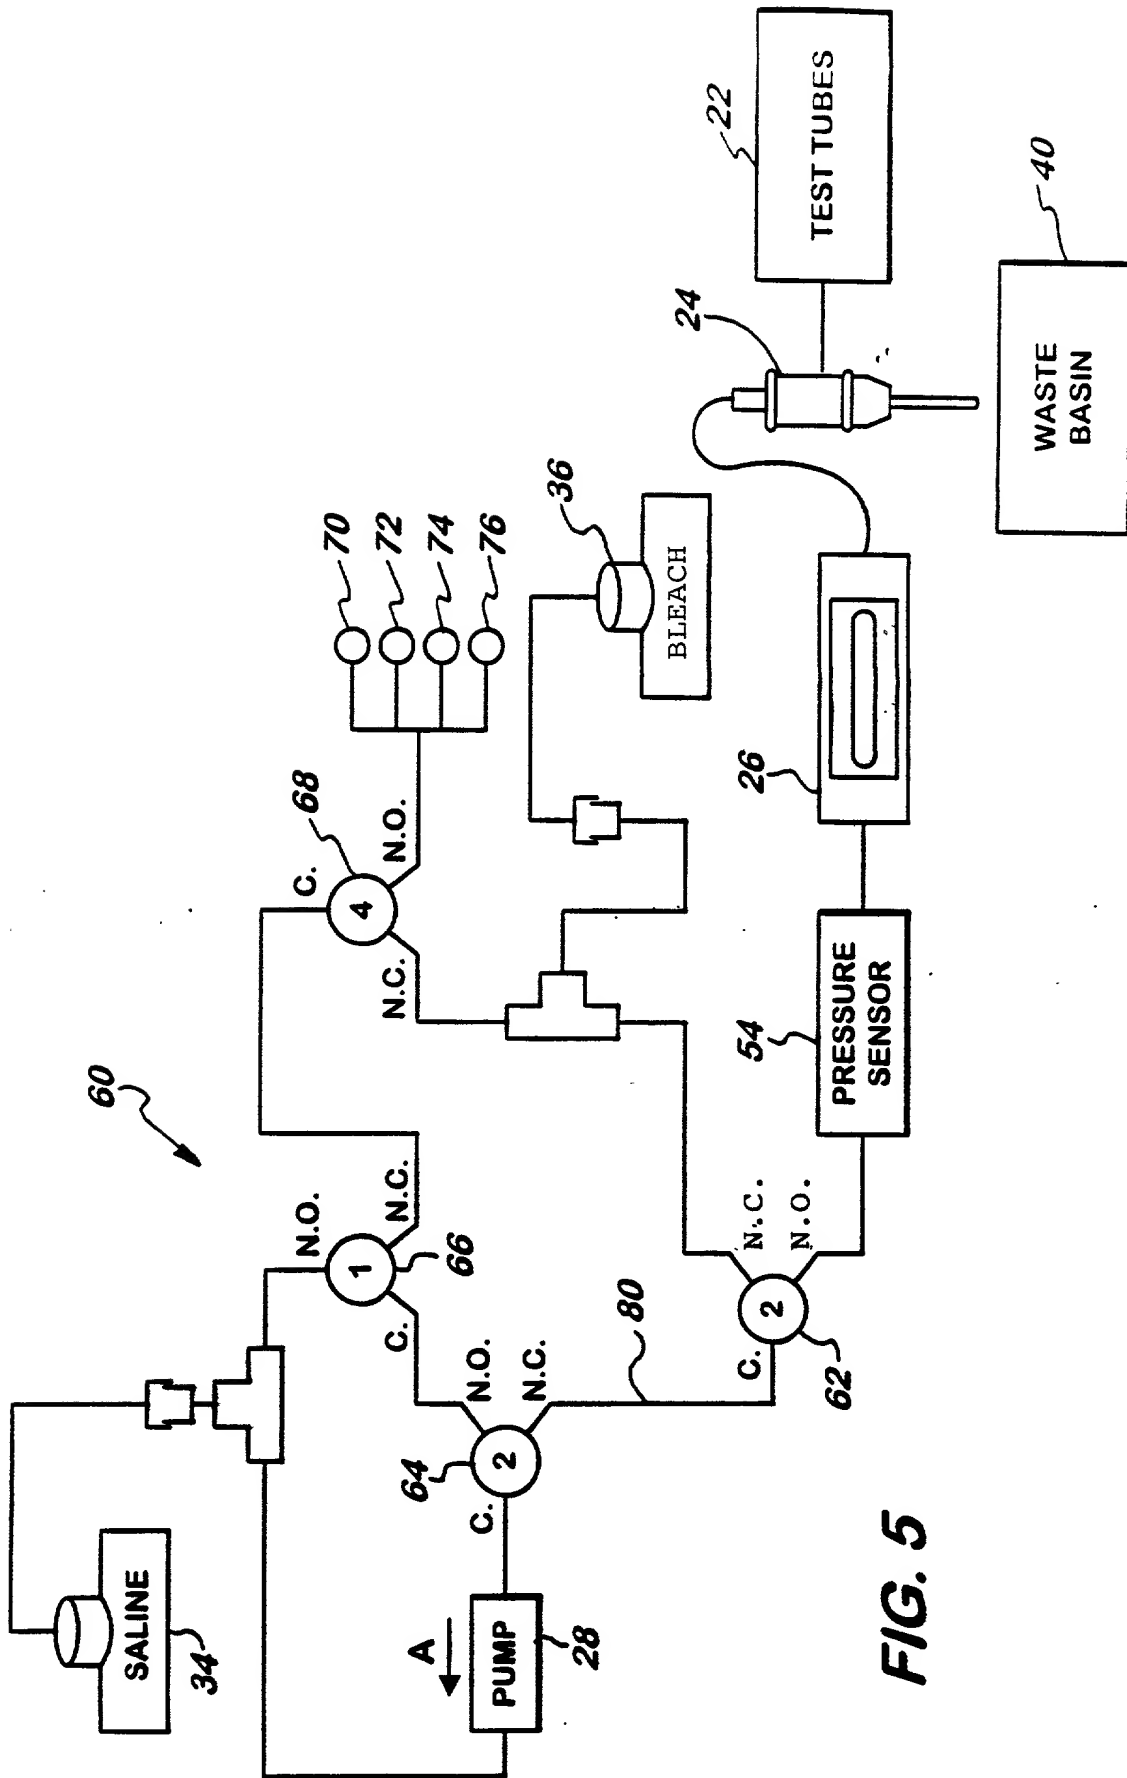 60
SALINE
34
N.O.
C.
68
70
1
4
72
C.
N.C.
N.C.
N.O.
74
A
64
66
76
N.O.
PUMP
C.
2
N.C.
28
36
BLEACH
80
24
22
C.
2
N.C.
N.O.
62
54
26
TEST TUBES
PRESSURE
SENSOR
40
WASTE
BASIN
FIG. 5